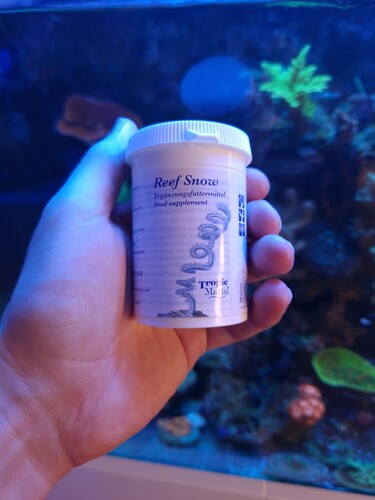 Reef Snow
Ergänzungsfuttermittel
Feed supplement
Tropic
Marin®